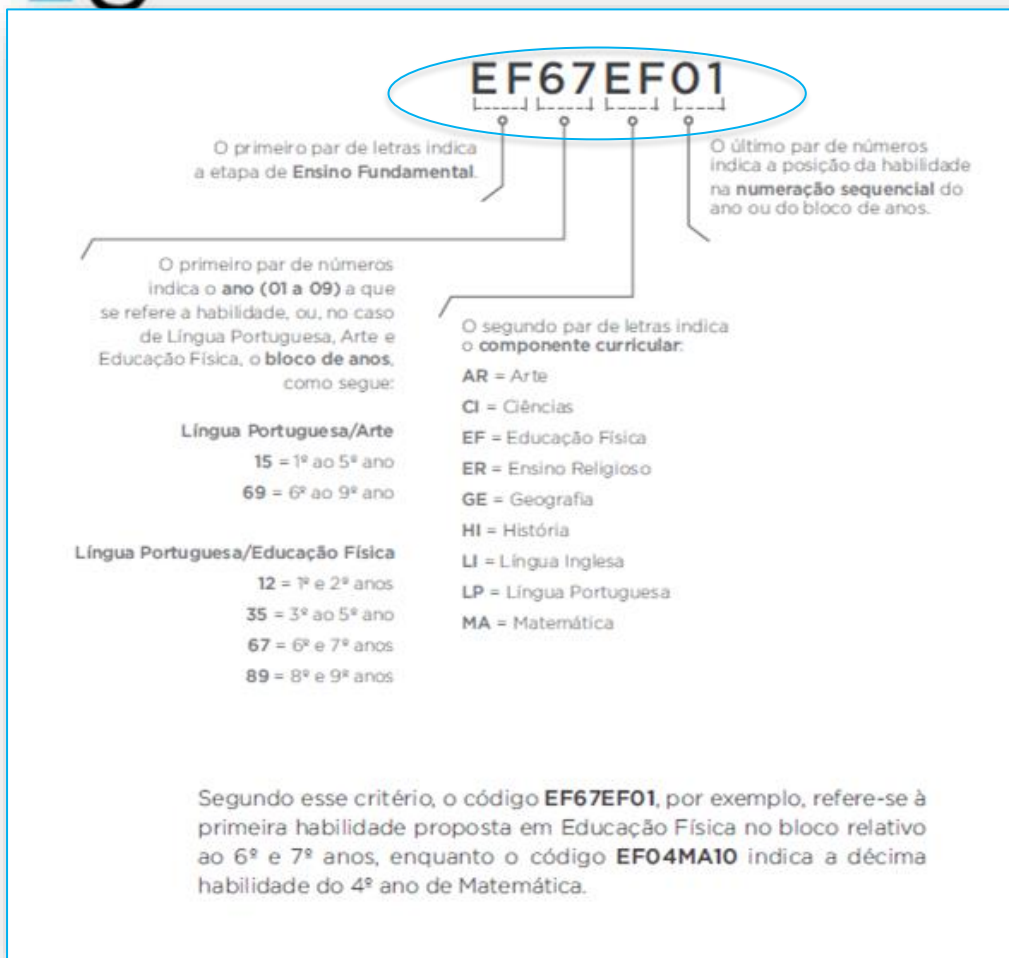 EF67EF01
O primeiro par de letras indica
a etapa de Ensino Fundamental.
O último par de números
indica a posição da habilidade
na numeração sequencial do
ano ou do bloco de anos.
O primeiro par de números
indica o ano (01 a 09) a que
se refere a habilidade, ou, no caso
de Língua Portuguesa, Arte e
Educação Física, o bloco de anos,
como segue:
Língua Portuguesa/Arte
15 = 1º ao 5º ano
69 = 6º ao 9º ano
Língua Portuguesa/Educação Física
12 = 1º e 2º anos
35 = 3º ao 5º ano
67 = 6º e 7º anos
89 = 8º e 9º anos
O segundo par de letras indica
o componente curricular:
AR = Arte
CI = Ciências
EF = Educação Física
ER = Ensino Religioso
GE = Geografia
HI = História
LI = Língua Inglesa
LP = Língua Portuguesa
MA = Matemática
Segundo esse critério, o código EF67EF01, por exemplo, refere-se à
primeira habilidade proposta em Educação Física no bloco relativo
ao 6º e 7º anos, enquanto o código EF04MA10 indica a décima
habilidade do 4º ano de Matemática.